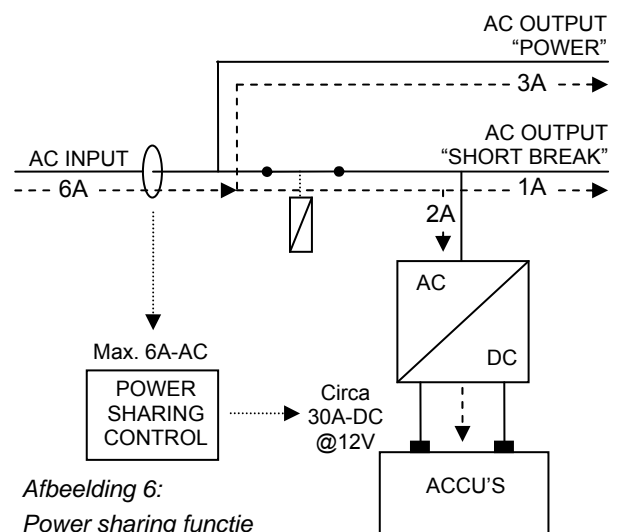 AC OUTPUT
“POWER”
3A
AC OUTPUT
“SHORT BREAK”
AC INPUT
6A
1A
2A
AC
DC
Max. 6A-AC
POWER
SHARING
CONTROL
Circa
30A-DC
@12V
ACCU'S
Afbeelding 6:
Power sharing functie